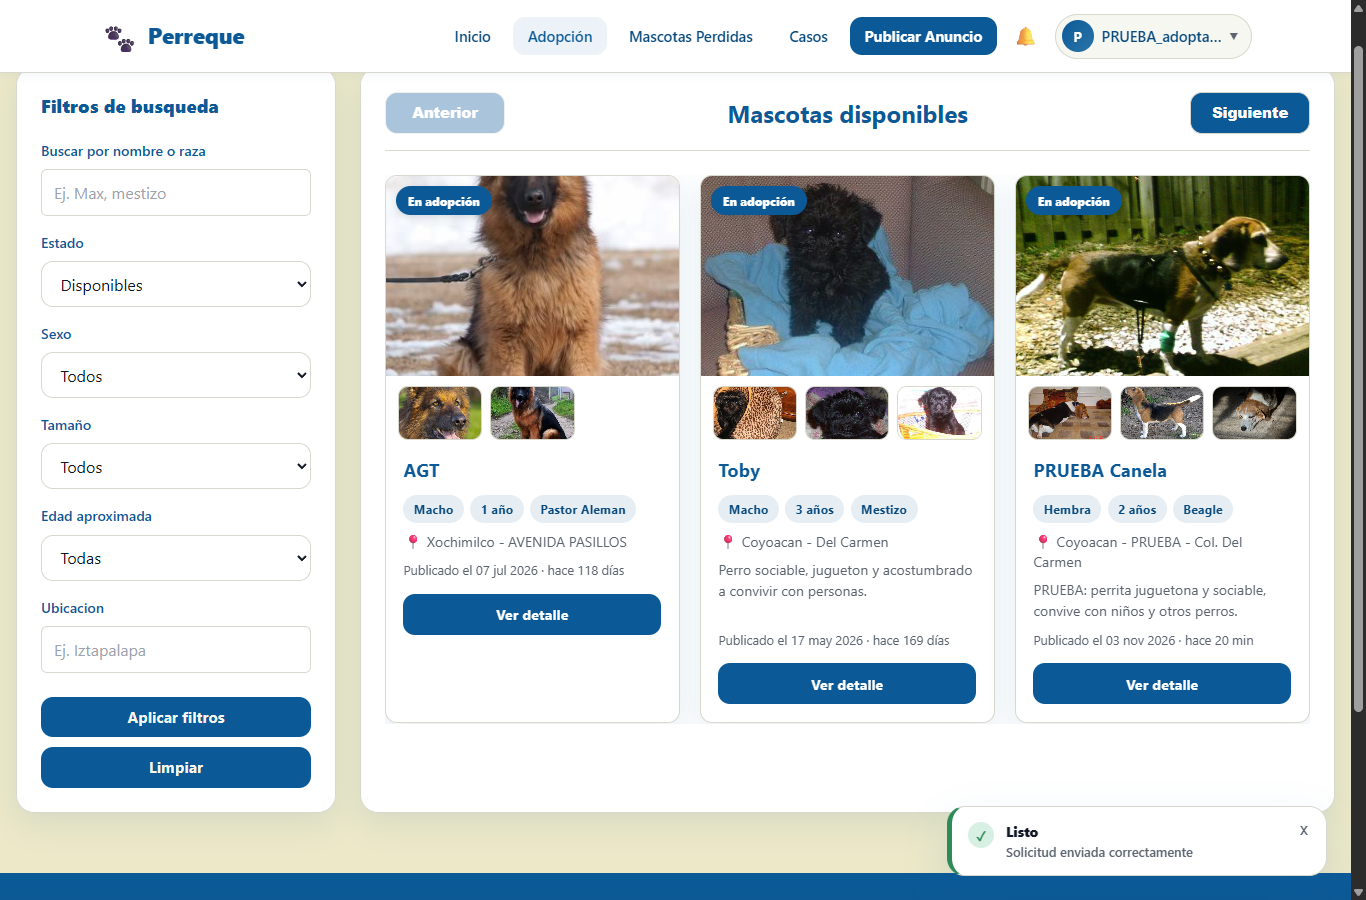 Perreque
Inicio
Adopción
Mascotas Perdidas
Casos
Publicar Anuncio
P
PRUEBA_adopta...
Filtros de busqueda
Buscar por nombre o raza
Ej. Max, mestizo
Estado
Disponibles
Sexo
Todos
Tamaño
Todos
Edad aproximada
Todas
Ubicacion
Ej. Iztapalapa
Aplicar filtros
Limpiar
Anterior
Mascotas disponibles
Siguiente
En adopción
AGT
Macho
1 año
Pastor Aleman
Xochimilco - AVENIDA PASILLOS
Publicado el 07 jul 2026 · hace 118 días
Ver detalle
En adopción
Toby
Macho
3 años
Mestizo
Coyoacan - Del Carmen
Perro sociable, jugueton y acostumbrado
a convivir con personas.
Publicado el 17 may 2026 · hace 169 días
Ver detalle
En adopción
PRUEBA Canela
Hembra
2 años
Beagle
Coyoacan - PRUEBA - Col. Del
Carmen
PRUEBA: perrita juguetona y sociable,
convive con niños y otros perros.
Publicado el 03 nov 2026 · hace 20 min
Ver detalle
Listo
X
Solicitud enviada correctamente